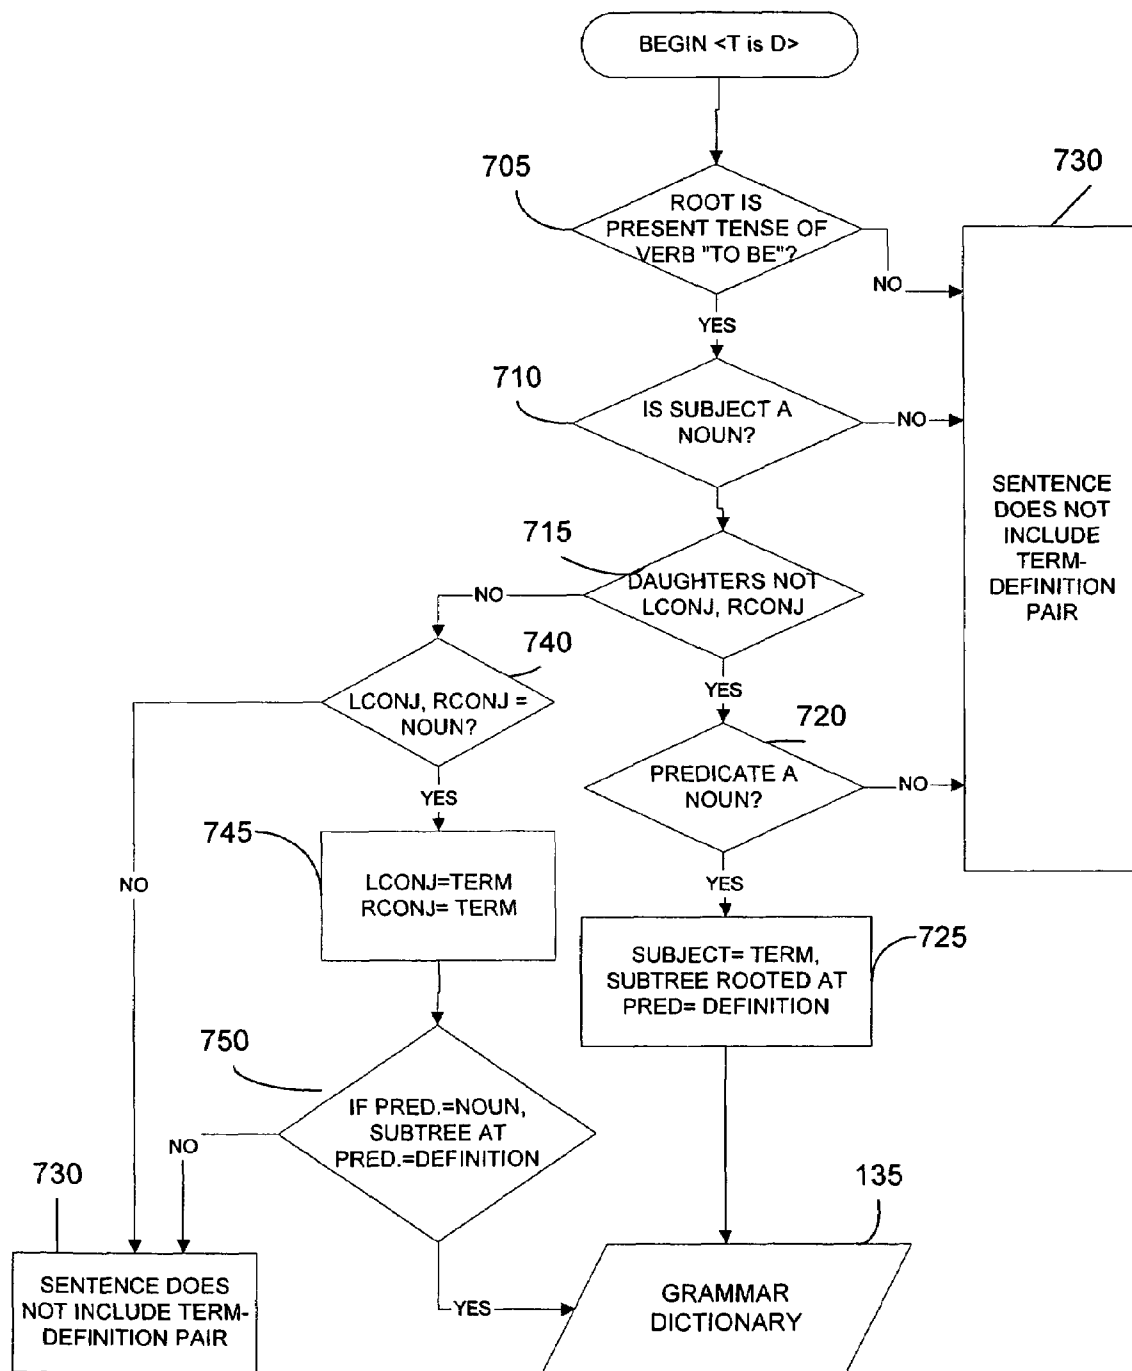 BEGIN <T is D>
705
730
ROOT IS
PRESENT TENSE OF
VERB "TO BE"?
NO
YES
710
IS SUBJECT A
NOUN?
NO
SENTENCE
DOES NOT
INCLUDE
TERM-
DEFINITION
PAIR
715
DAUGHTERS NOT
LCONJ, RCONJ
NO
740
YES
LCONJ, RCONJ =
NOUN?
720
PREDICATE A
NOUN?
NO
YES
745
NO
YES
LCONJ=TERM
RCONJ= TERM
725
SUBJECT= TERM,
SUBTREE ROOTED AT
PRED= DEFINITION
750
IF PRED.=NOUN,
SUBTREE AT
PRED.=DEFINITION
NO
730
135
SENTENCE DOES
NOT INCLUDE TERM-
DEFINITION PAIR
YES
GRAMMAR
DICTIONARY